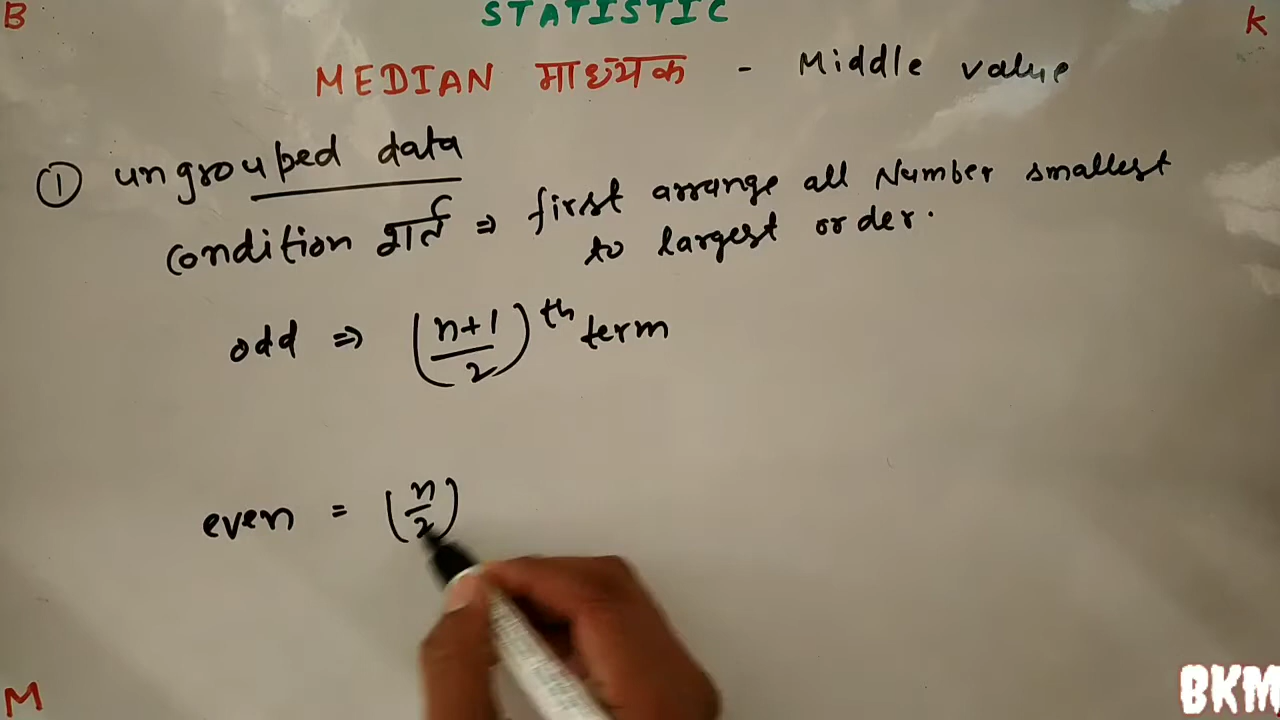 B STATISTIC K
MEDIAN माध्यक - Middle value
① ungrouped data
condition शर्त ⇒ first arrange all Number smallest
to largest order.
odd ⇒ (n+1/2)th term
even = (n/2)
M BKM